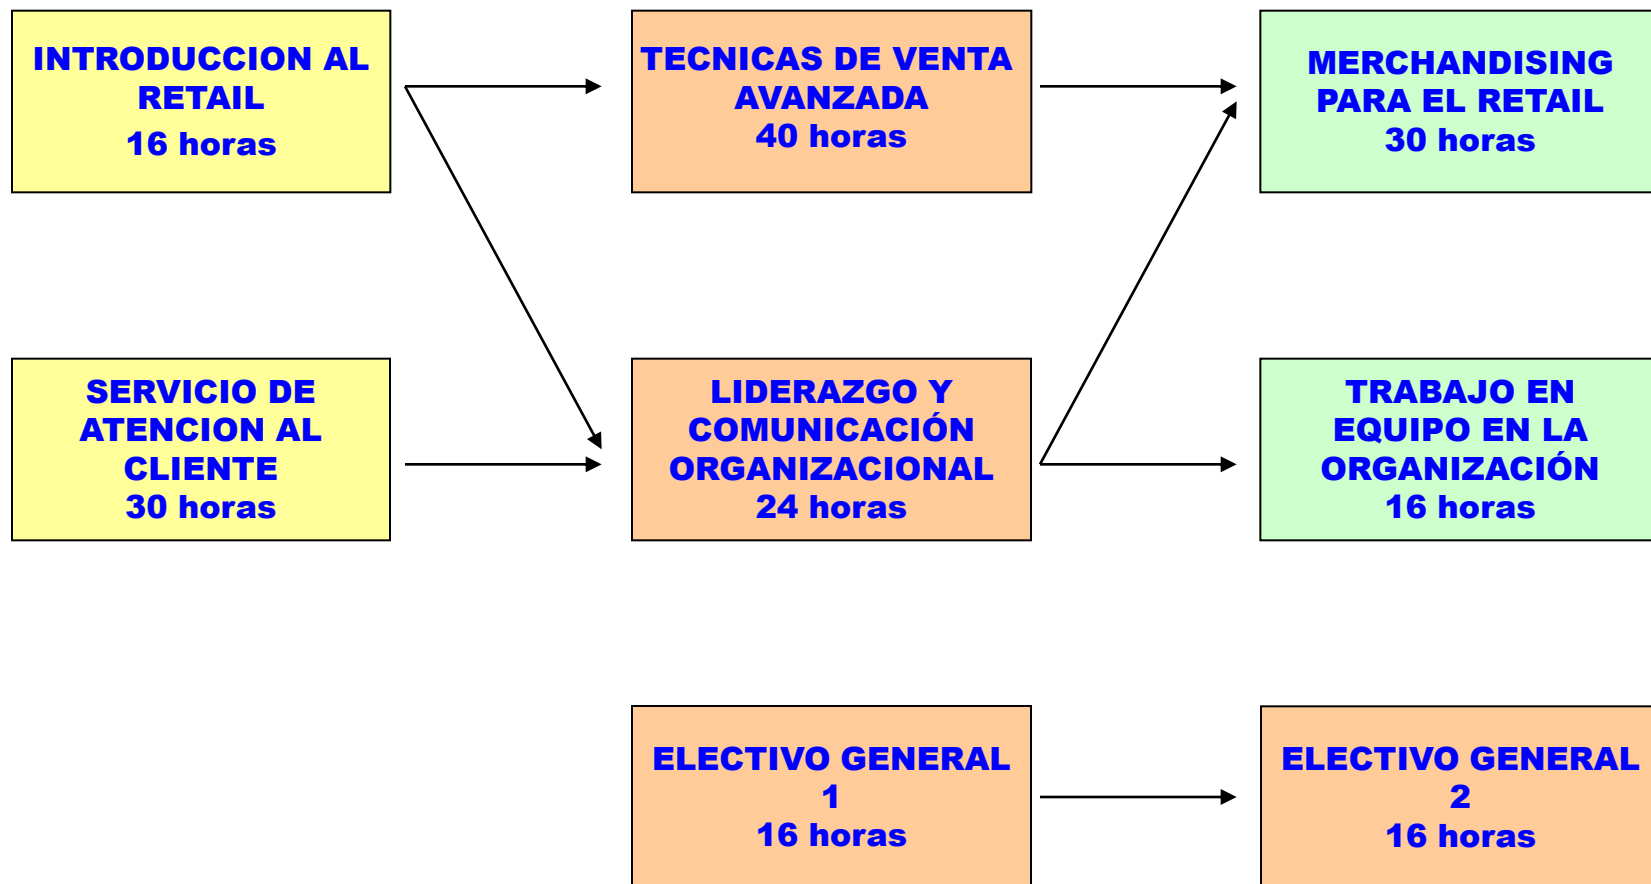 INTRODUCCION AL
RETAIL
16 horas
TECNICAS DE VENTA
AVANZADA
40 horas
MERCHANDISING
PARA EL RETAIL
30 horas
SERVICIO DE
ATENCION AL
CLIENTE
30 horas
LIDERAZGO Y
COMUNICACIÓN
ORGANIZACIONAL
24 horas
TRABAJO EN
EQUIPO EN LA
ORGANIZACIÓN
16 horas
ELECTIVO GENERAL
1
16 horas
ELECTIVO GENERAL
2
16 horas